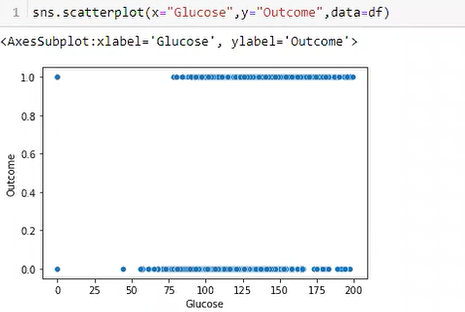 1 sns.scatterplot(x="Glucose",y="Outcome",data=df)
<AxesSubplot:xlabel='Glucose', ylabel='Outcome'>
1.0
0.8
0.6
0.4
0.2
0.0
Outcome
0 25 50 75 100 125 150 175 200
Glucose